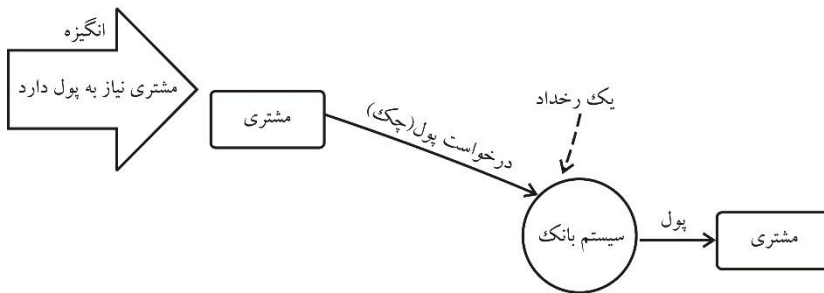 انگیزه
مشتری نیاز به پول دارد
مشتری
درخواست پول(چک)
یک رخداد
سیستم بانک
پول
مشتری